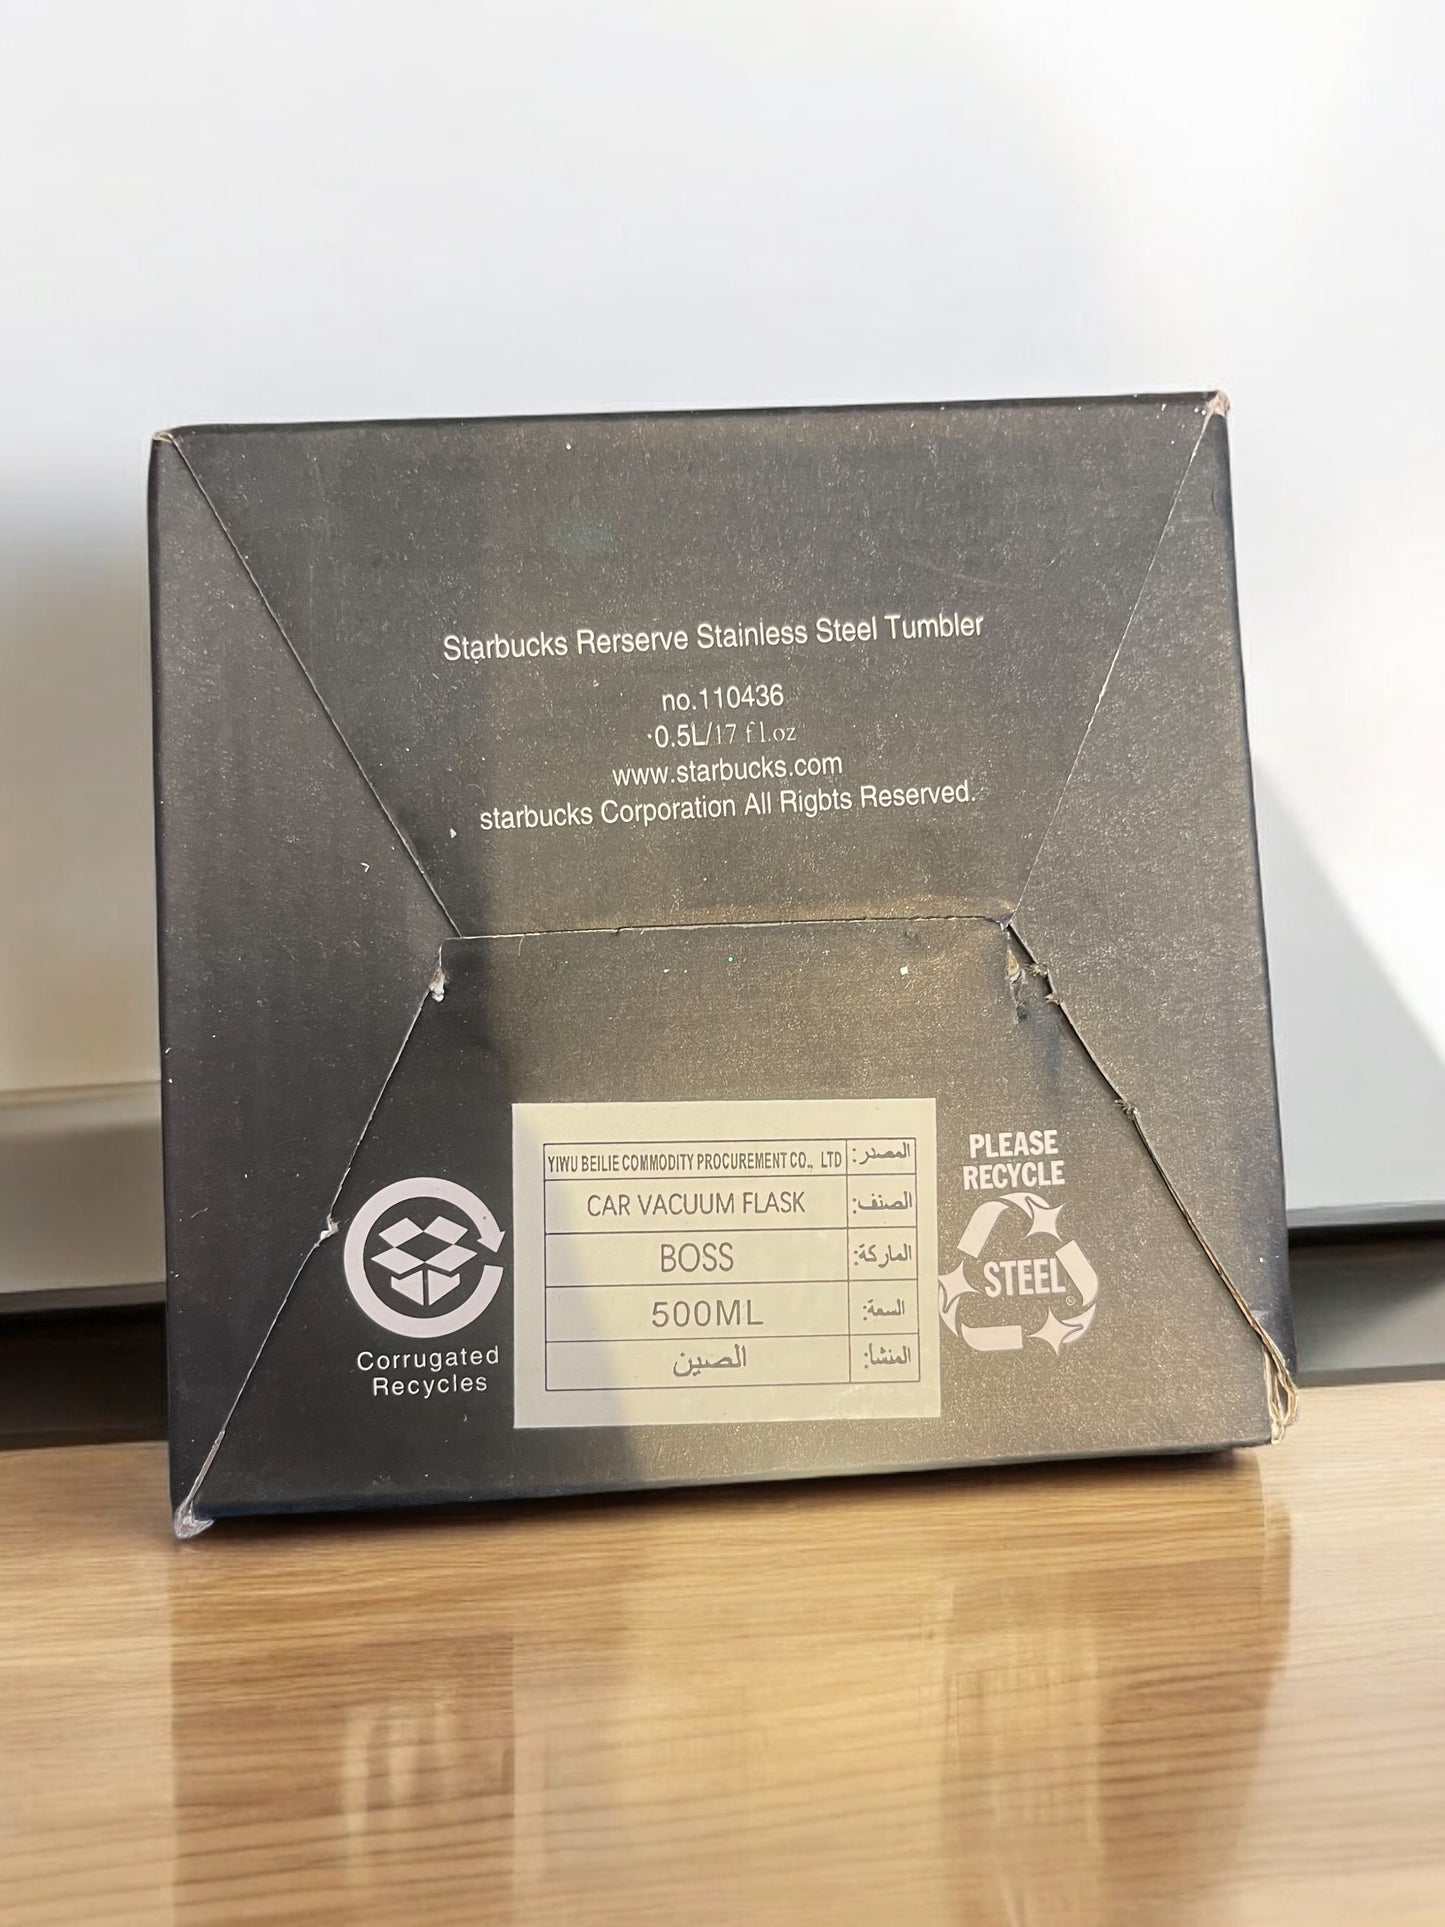 Starbucks Rerserve Stainless Steel Tumbler
no.110436
·0.5L/17 fl.oz
www.starbucks.com
starbucks Corporation All Rigbts Reserved.
Corrugated
Recycles
المصدر: YIWU BEILIE COMMODITY PROCUREMENT CO., LTD
الصنف: CAR VACUUM FLASK
الماركة: BOSS
السعة: 500ML
المنشأ: الصين
PLEASE
RECYCLE
STEEL®